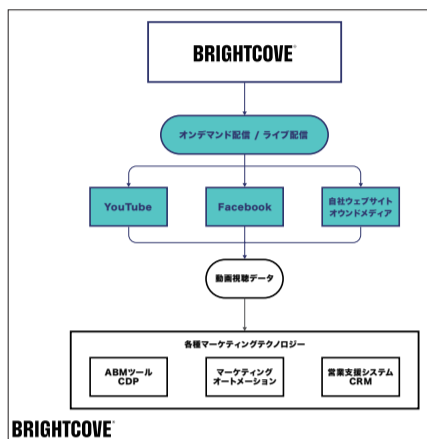 BRIGHTCOVE®
オンデマンド配信 / ライブ配信
YouTube
Facebook
自社ウェブサイト
オウンドメディア
動画視聴データ
各種マーケティングテクノロジー
ABMツール
CDP
マーケティング
オートメーション
営業支援システム
CRM
BRIGHTCOVE®